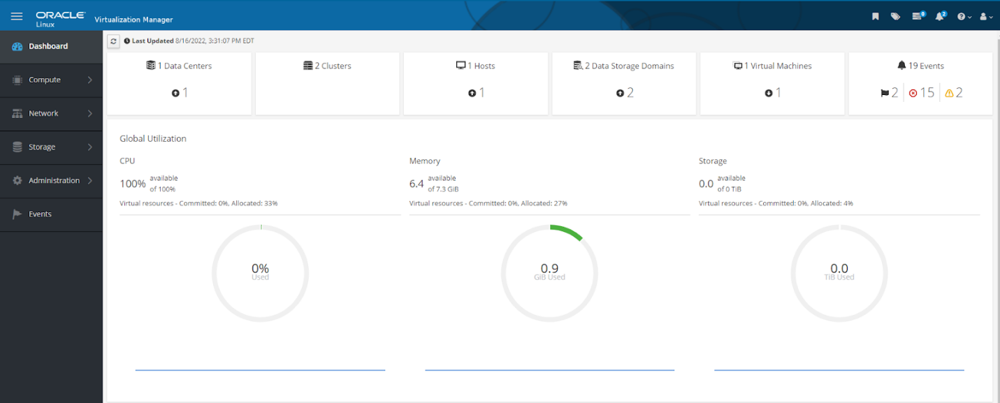 ORACLE
Linux
Virtualization Manager
0
2
Dashboard
Compute
Network
Storage
Administration
Events
Last Updated 8/16/2022, 3:31:07 PM EDT
1 Data Centers
1
2 Clusters
1 Hosts
1
2 Data Storage Domains
2
1 Virtual Machines
1
19 Events
2 15 2
Global Utilization
CPU
100% available
of 100%
Virtual resources - Committed: 0%, Allocated: 33%
0%
Used
Memory
6.4 available
of 7.3 GiB
Virtual resources - Committed: 0%, Allocated: 27%
0.9
GiB Used
Storage
0.0 available
of 0 TiB
Virtual resources - Committed: 0%, Allocated: 4%
0.0
TiB Used